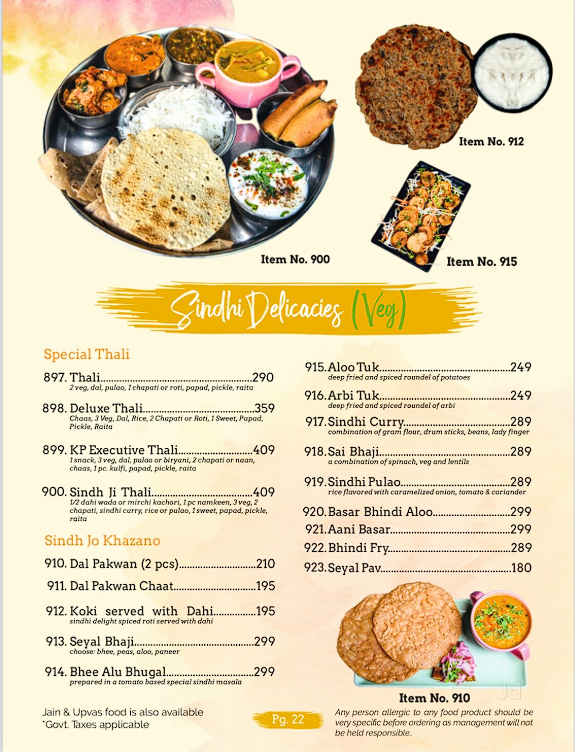 Item No. 912
Item No. 915
Item No. 900
Sindhi Delicacies (Veg)
Special Thali
897. Thali..............................................290
2 veg, dal, pulao, 1 chapati or roti, papad, pickle, raita
898. Deluxe Thali.................................359
Chaas, 3 Veg, Dal, Rice, 2 Chapati or Roti, 1 Sweet, Papad,
Pickle, Raita
899. KP Executive Thali.......................409
1 snack, 3 veg, dal, pulao or biryani, 2 chapati or naan,
chaas, 1 pc. kulfi, papad, pickle, raita
900. Sindh Ji Thali...............................409
1/2 dahi wada or mirchi kachori, 1 pc namkeen, 3 veg, 2
chapati, sindhi curry, rice or pulao, 1 sweet, papad, pickle,
raita
Sindh Jo Khazano
910. Dal Pakwan (2 pcs).......................210
911. Dal Pakwan Chaat.........................195
912. Koki served with Dahi............195
sindhi delight spiced roti served with dahi
913. Seyal Bhaji....................................299
choose: bhee, peas, aloo, paneer
914. Bhee Alu Bhugal...........................299
prepared in a tomato based special sindhi masala
915. Aloo Tuk.......................................249
deep fried and spiced roundel of potatoes
916. Arbi Tuk........................................249
deep fried and spiced roundel of arbi
917. Sindhi Curry.................................289
combination of gram flour, drum sticks, beans, lady finger
918. Sai Bhaji.......................................289
a combination of spinach, veg and lentils
919. Sindhi Pulao.................................289
rice flavored with caramelized onion, tomato & coriander
920. Basar Bhindi Aloo.......................299
921. Aani Basar....................................299
922. Bhindi Fry....................................289
923. Seyal Pav......................................180
Item No. 910
Jd
Jain & Upvas food is also available
*Govt. Taxes applicable
Pg. 22
Any person allergic to any food product should be
very specific before ordering as management will not
be held responsible.